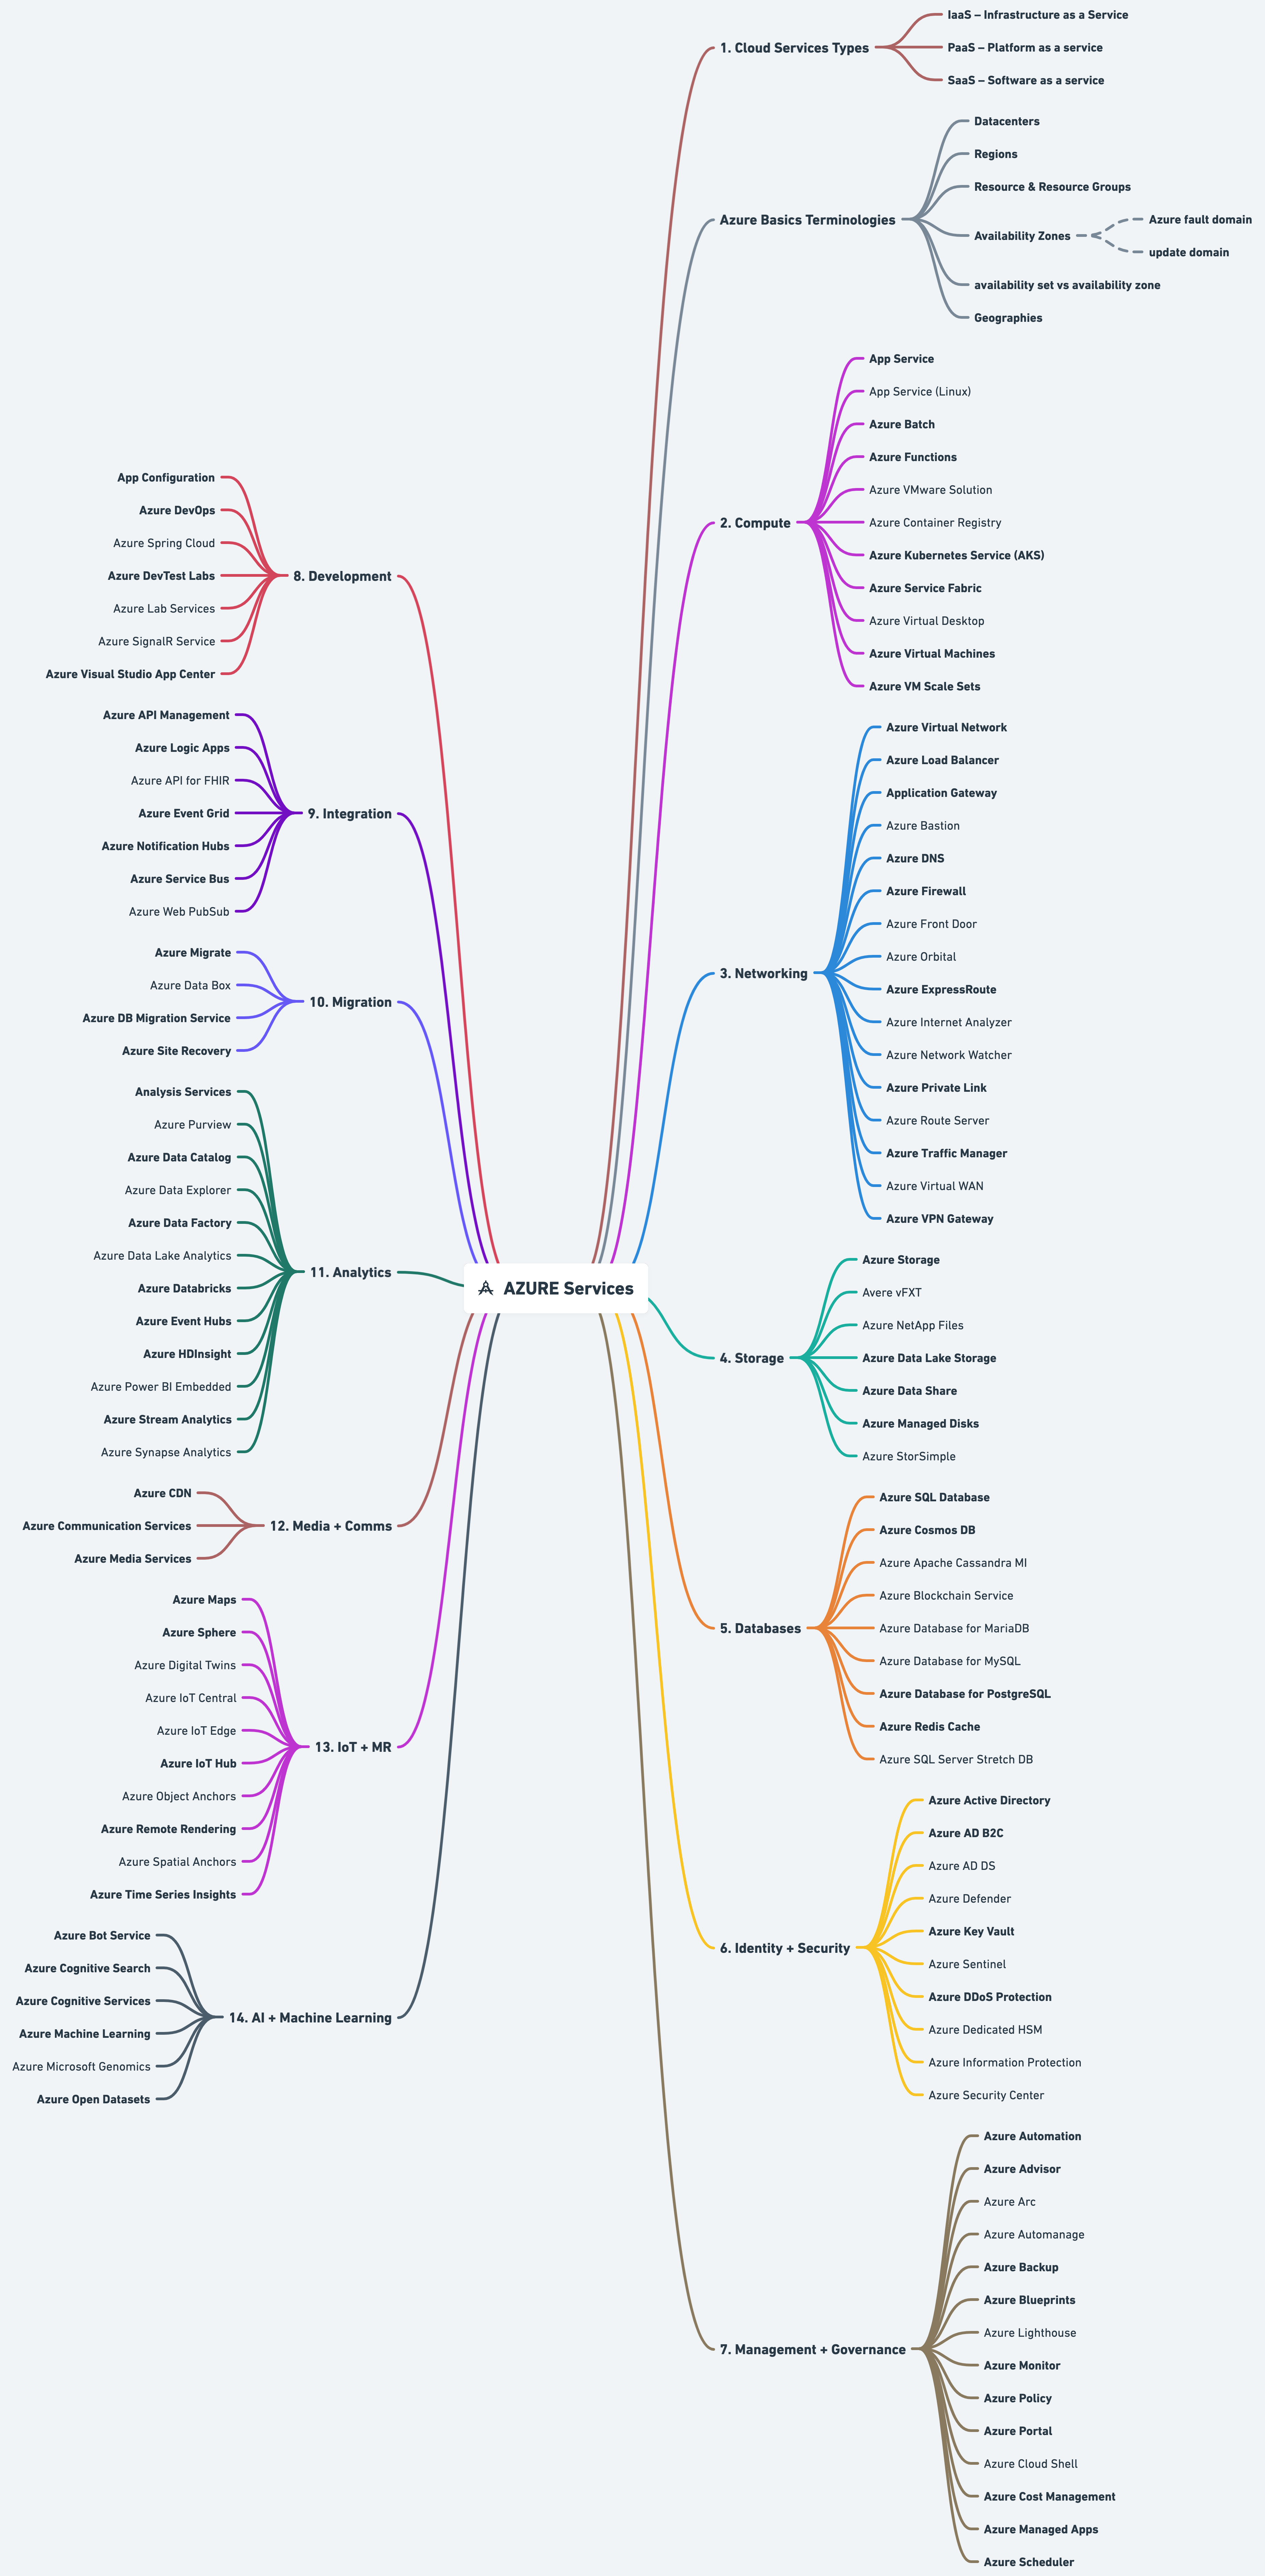 AZURE Services
1. Cloud Services Types
IaaS – Infrastructure as a Service
PaaS – Platform as a service
SaaS – Software as a service
Azure Basics Terminologies
Datacenters
Regions
Resource & Resource Groups
Availability Zones
Azure fault domain
update domain
availability set vs availability zone
Geographies
2. Compute
App Service
App Service (Linux)
Azure Batch
Azure Functions
Azure VMware Solution
Azure Container Registry
Azure Kubernetes Service (AKS)
Azure Service Fabric
Azure Virtual Desktop
Azure Virtual Machines
Azure VM Scale Sets
3. Networking
Azure Virtual Network
Azure Load Balancer
Application Gateway
Azure Bastion
Azure DNS
Azure Firewall
Azure Front Door
Azure Orbital
Azure ExpressRoute
Azure Internet Analyzer
Azure Network Watcher
Azure Private Link
Azure Route Server
Azure Traffic Manager
Azure Virtual WAN
Azure VPN Gateway
4. Storage
Azure Storage
Avere vFXT
Azure NetApp Files
Azure Data Lake Storage
Azure Data Share
Azure Managed Disks
Azure StorSimple
5. Databases
Azure SQL Database
Azure Cosmos DB
Azure Apache Cassandra MI
Azure Blockchain Service
Azure Database for MariaDB
Azure Database for MySQL
Azure Database for PostgreSQL
Azure Redis Cache
Azure SQL Server Stretch DB
6. Identity + Security
Azure Active Directory
Azure AD B2C
Azure AD DS
Azure Defender
Azure Key Vault
Azure Sentinel
Azure DDoS Protection
Azure Dedicated HSM
Azure Information Protection
Azure Security Center
7. Management + Governance
Azure Automation
Azure Advisor
Azure Arc
Azure Automanage
Azure Backup
Azure Blueprints
Azure Lighthouse
Azure Monitor
Azure Policy
Azure Portal
Azure Cloud Shell
Azure Cost Management
Azure Managed Apps
Azure Scheduler
8. Development
App Configuration
Azure DevOps
Azure Spring Cloud
Azure DevTest Labs
Azure Lab Services
Azure SignalR Service
Azure Visual Studio App Center
9. Integration
Azure API Management
Azure Logic Apps
Azure API for FHIR
Azure Event Grid
Azure Notification Hubs
Azure Service Bus
Azure Web PubSub
10. Migration
Azure Migrate
Azure Data Box
Azure DB Migration Service
Azure Site Recovery
11. Analytics
Analysis Services
Azure Purview
Azure Data Catalog
Azure Data Explorer
Azure Data Factory
Azure Data Lake Analytics
Azure Databricks
Azure Event Hubs
Azure HDInsight
Azure Power BI Embedded
Azure Stream Analytics
Azure Synapse Analytics
12. Media + Comms
Azure CDN
Azure Communication Services
Azure Media Services
13. IoT + MR
Azure Maps
Azure Sphere
Azure Digital Twins
Azure IoT Central
Azure IoT Edge
Azure IoT Hub
Azure Object Anchors
Azure Remote Rendering
Azure Spatial Anchors
Azure Time Series Insights
14. AI + Machine Learning
Azure Bot Service
Azure Cognitive Search
Azure Cognitive Services
Azure Machine Learning
Azure Microsoft Genomics
Azure Open Datasets